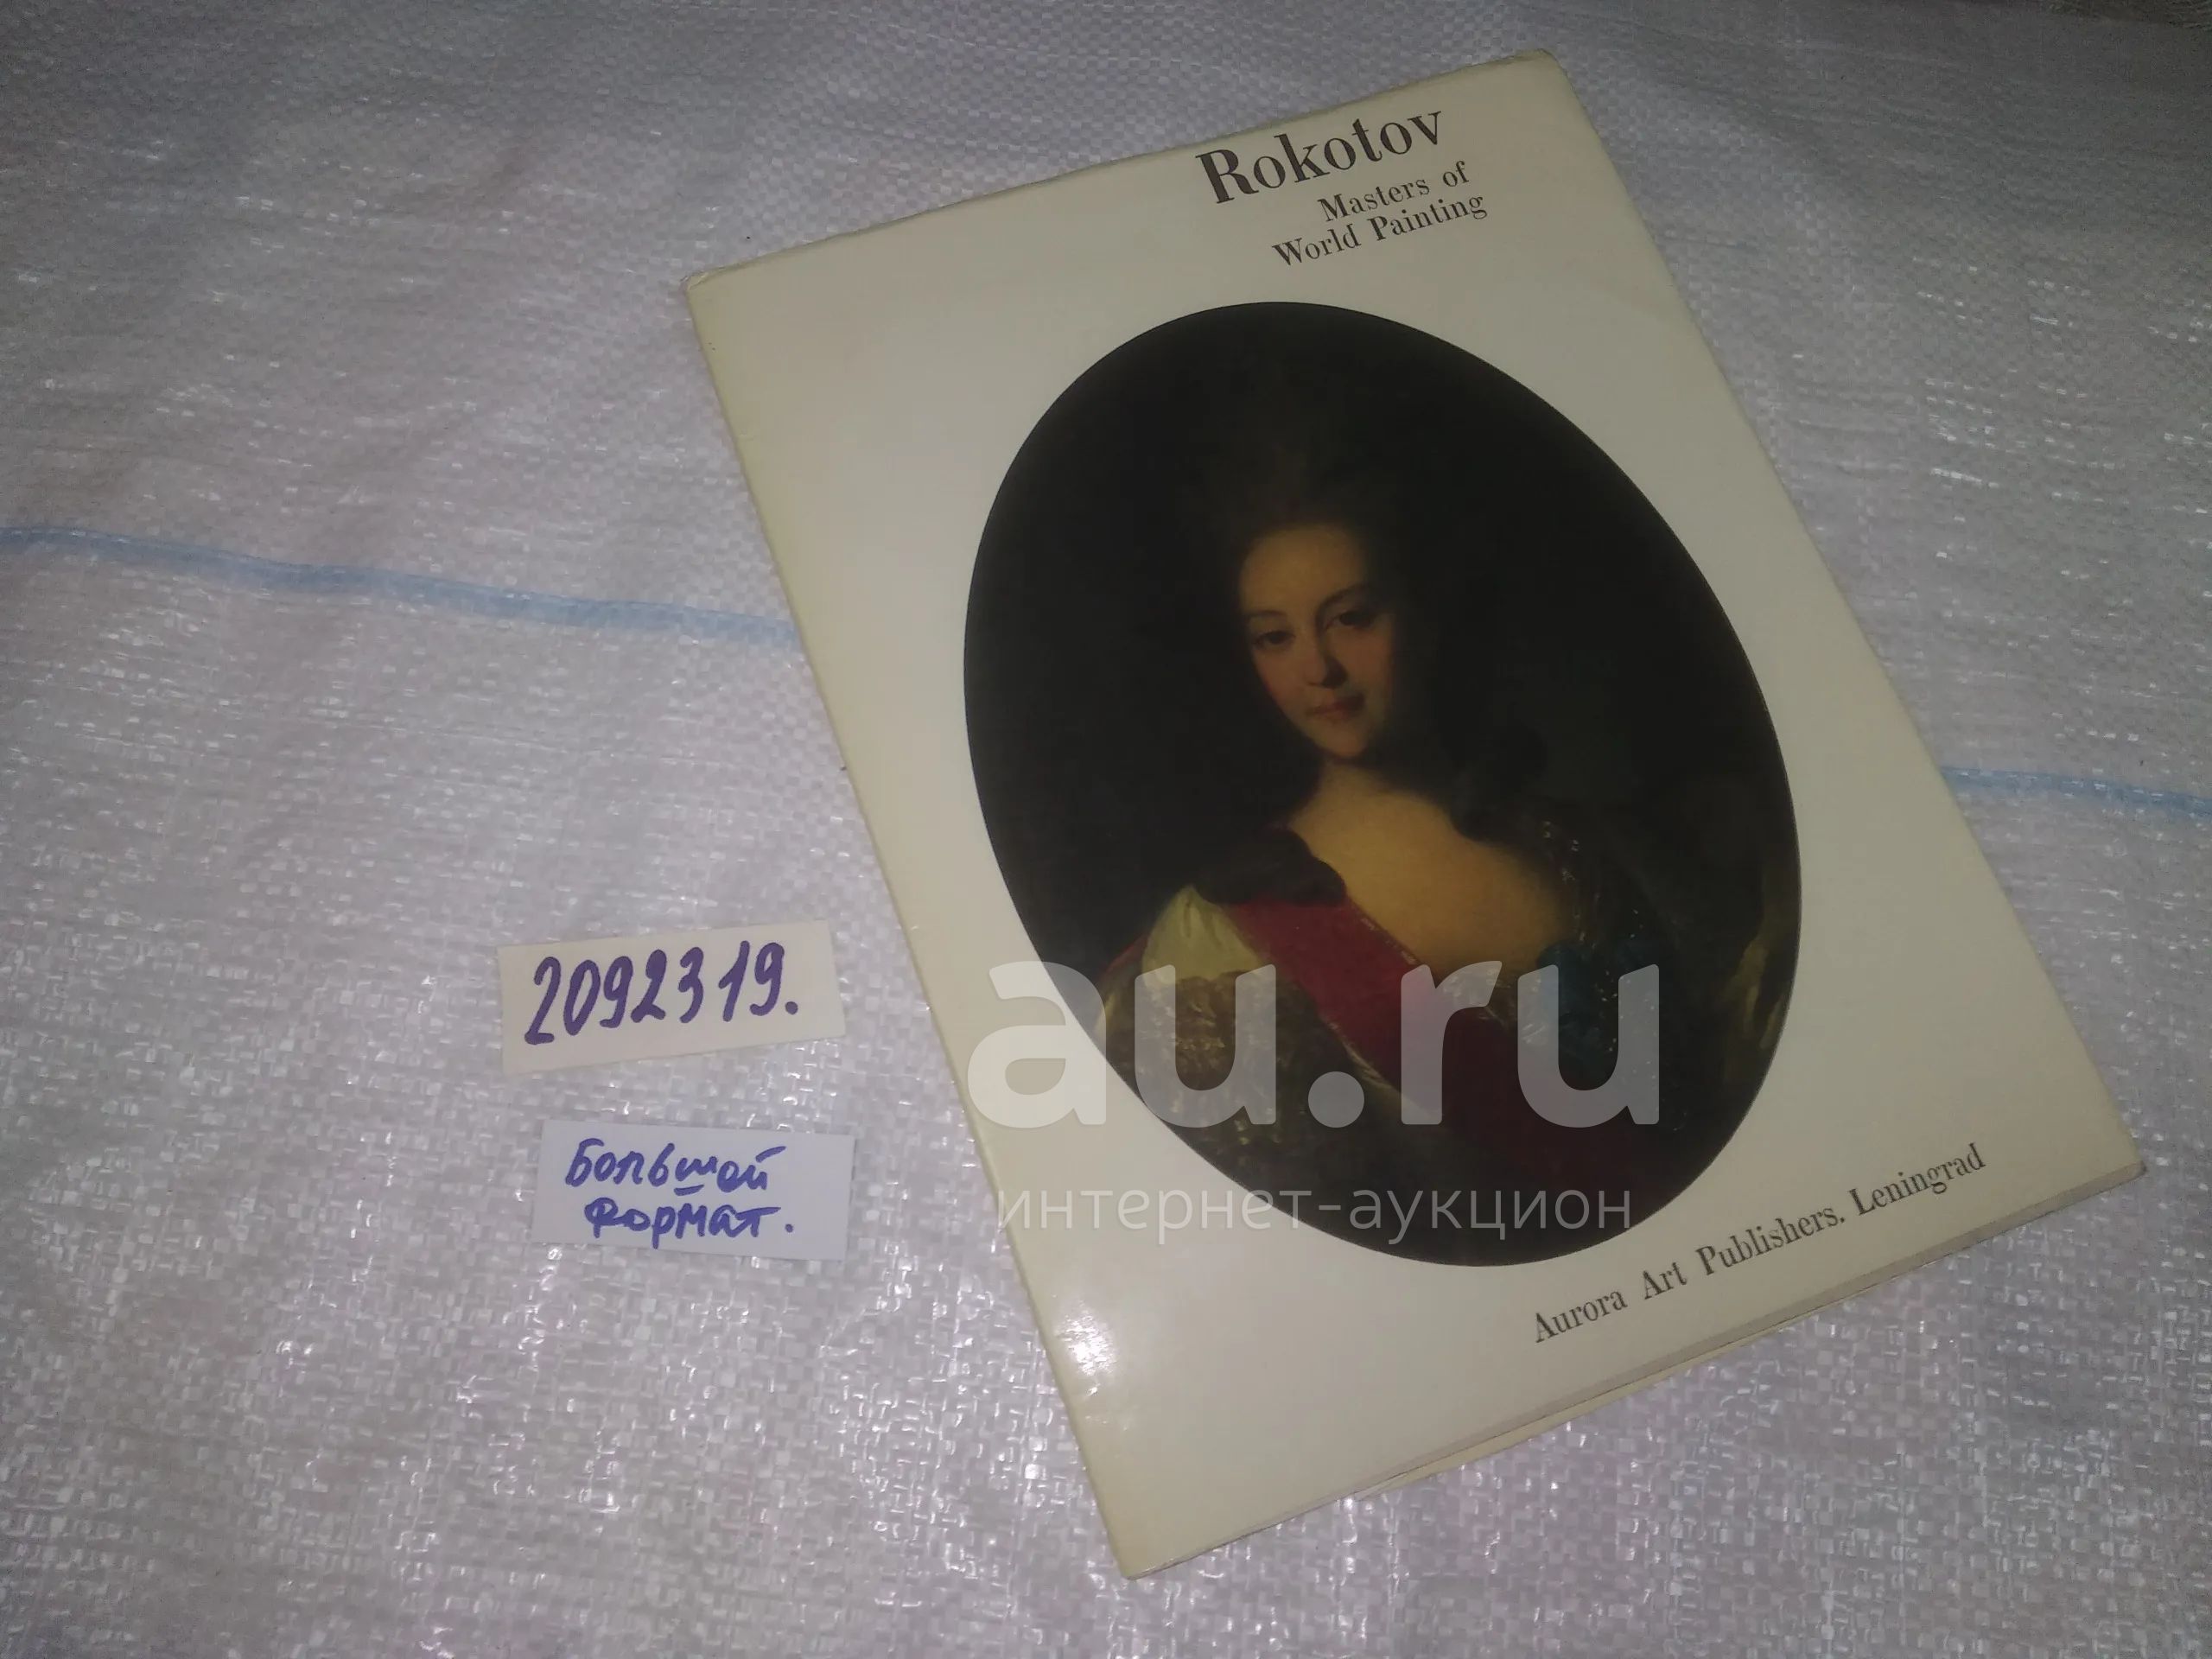 Rokotov
Masters of
World Painting
2092319.
Большой
формат.
au.ru
интернет-аукцион
Aurora Art Publishers. Leningrad